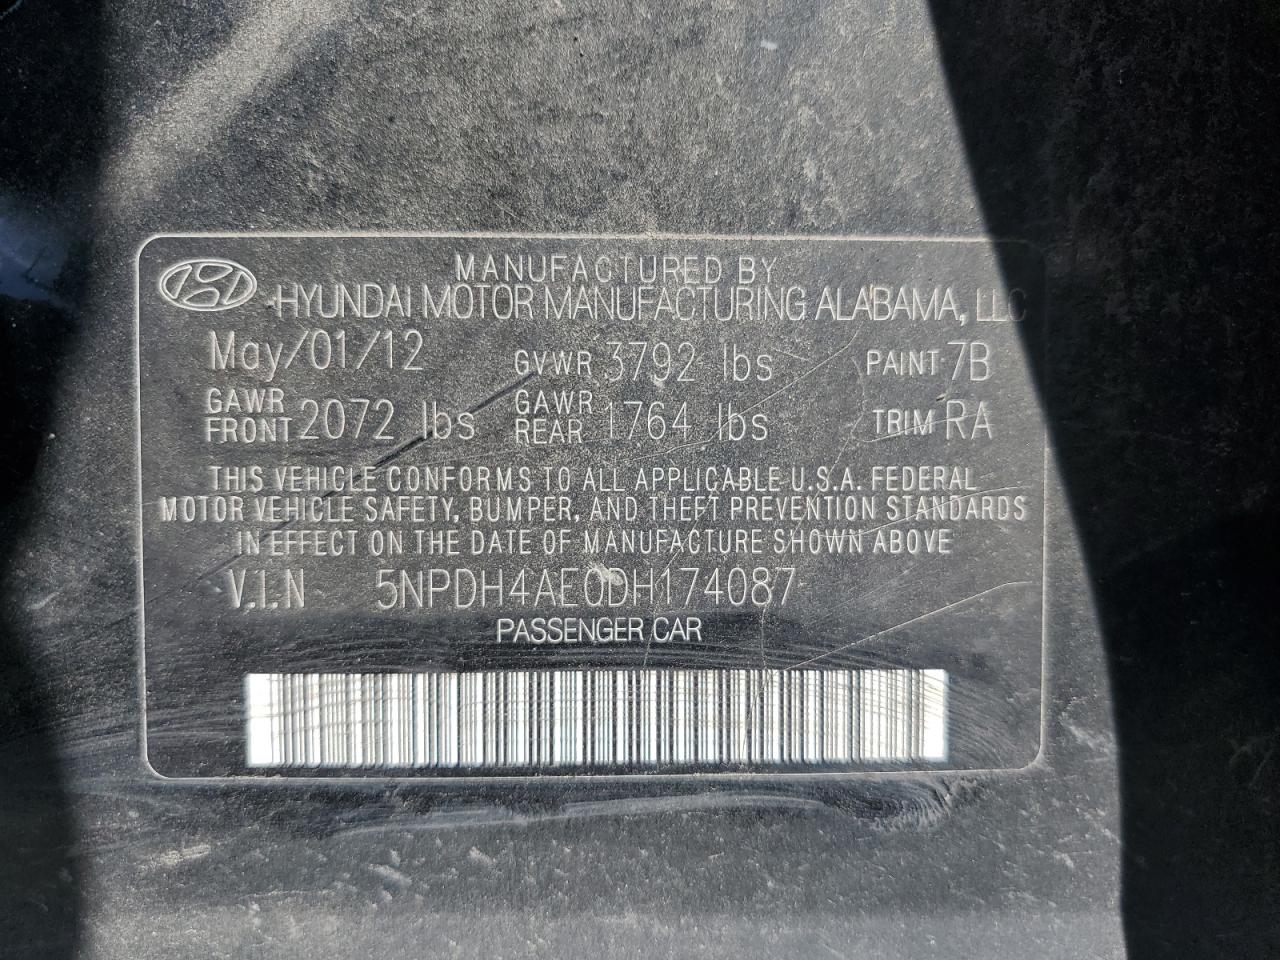 MANUFACTURED BY
HYUNDAI MOTOR MANUFACTURING ALABAMA, LLC
May/01/12 GVWR 3792 lbs PAINT 7B
GAWR FRONT 2072 lbs GAWR REAR 1764 lbs TRIM RA
THIS VEHICLE CONFORMS TO ALL APPLICABLE U.S.A. FEDERAL
MOTOR VEHICLE SAFETY, BUMPER, AND THEFT PREVENTION STANDARDS
IN EFFECT ON THE DATE OF MANUFACTURE SHOWN ABOVE
V.I.N 5NPDH4AE0DH174087
PASSENGER CAR